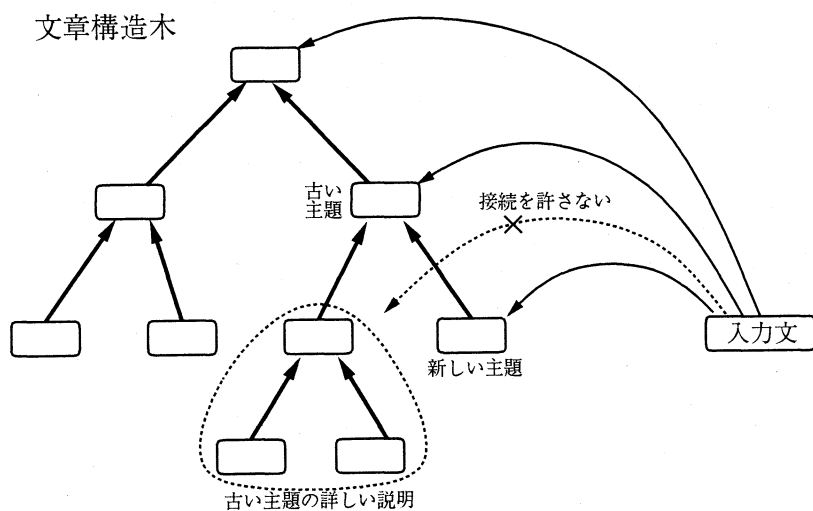 文章構造木
古い
主題
接続を許さない
入力文
新しい主題
古い主題の詳しい説明